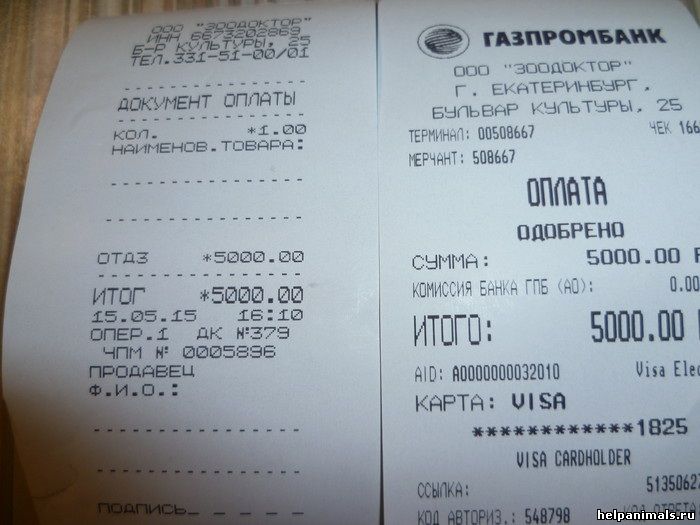 ООО "ЗООДОКТОР"
ИНН 6673202869
Б-Р КУЛЬТУРЫ, 25
ТЕЛ.331-51-00/01
ДОКУМЕНТ ОПЛАТЫ
КОЛ. *1.00
НАИМЕНОВ.ТОВАРА:
ОТД3 *5000.00
ИТОГ *5000.00
15.05.15 16:10
ОПЕР.1 ДК №379
ЧПМ № 0005896
ПРОДАВЕЦ
Ф.И.О.:
ПОДПИСЬ
ГАЗПРОМБАНК
ООО "ЗООДОКТОР"
Г. ЕКАТЕРИНБУРГ,
БУЛЬВАР КУЛЬТУРЫ, 25
ТЕРМИНАЛ: 00508667 ЧЕК 166
МЕРЧАНТ: 508667
ОПЛАТА
ОДОБРЕНО
СУММА: 5000.00
КОМИССИЯ БАНКА ГПБ (АО): 0.00
ИТОГО: 5000.00
AID: A0000000032010 Visa Elec
КАРТА: VISA
************1825
VISA CARDHOLDER
ССЫЛКА: 5135062
КОД АВТОРИЗ.: 548798
helpanimals.ru